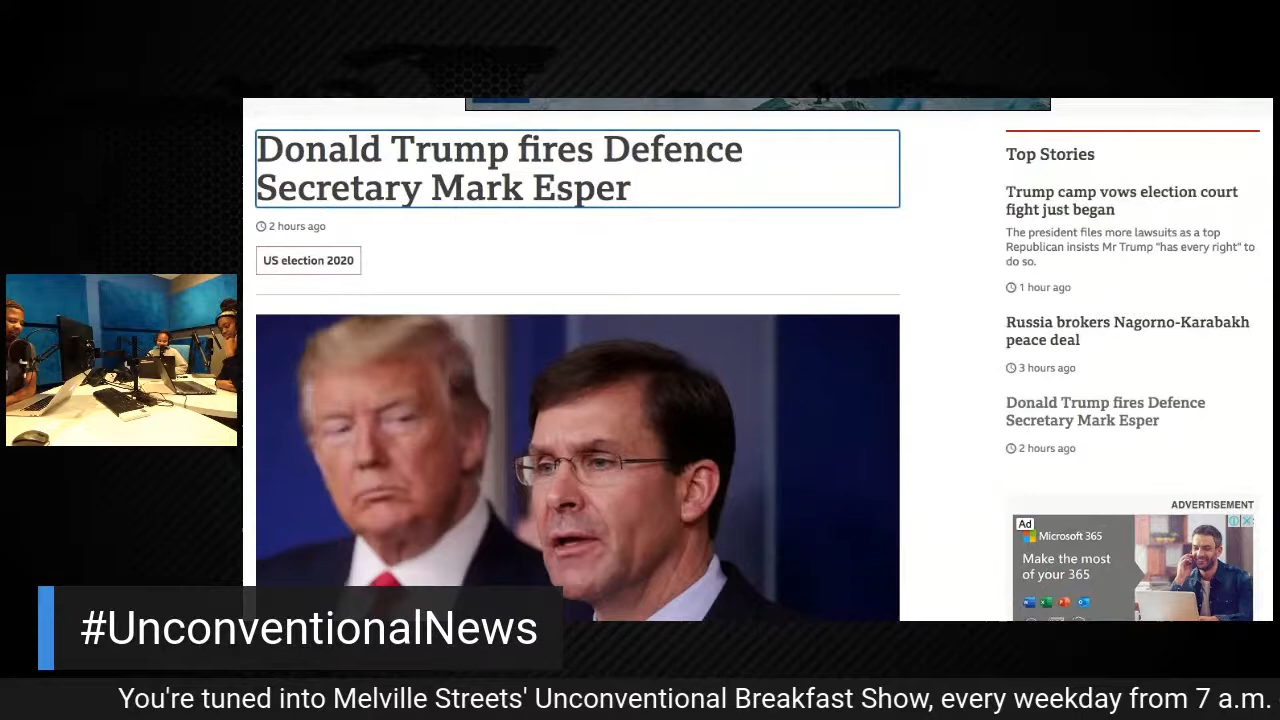 Donald Trump fires Defence
Secretary Mark Esper
2 hours ago
US election 2020
Top Stories
Trump camp vows election court
fight just began
The president files more lawsuits as a top
Republican insists Mr Trump "has every right" to
do so.
1 hour ago
Russia brokers Nagorno-Karabakh
peace deal
3 hours ago
Donald Trump fires Defence
Secretary Mark Esper
2 hours ago
ADVERTISEMENT
Ad
Microsoft 365
Make the most
of your 365
#UnconventionalNews
You're tuned into Melville Streets' Unconventional Breakfast Show, every weekday from 7 a.m.